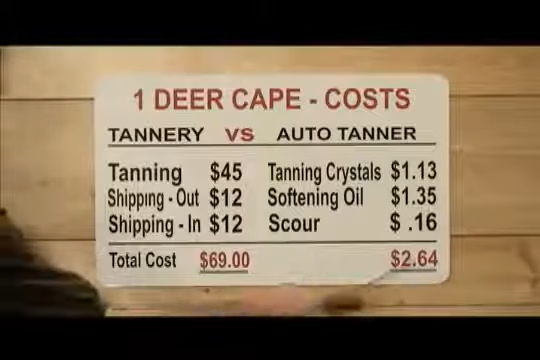 1 DEER CAPE - COSTS
TANNERY VS AUTO TANNER
Tanning $45 Tanning Crystals $1.13
Shipping - Out $12 Softening Oil $1.35
Shipping - In $12 Scour $ .16
Total Cost $69.00 $2.64